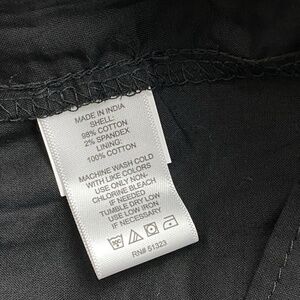 MADE IN INDIA
SHELL:
98% COTTON
2% SPANDEX
LINING:
100% COTTON
MACHINE WASH COLD
WITH LIKE COLORS
USE ONLY NON-
CHLORINE BLEACH
IF NEEDED
TUMBLE DRY LOW
USE LOW IRON
IF NECESSARY
RN# 51323